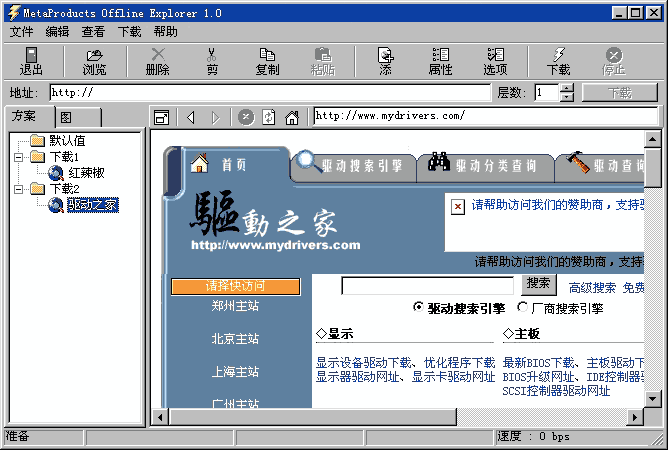 MetaProducts Offline Explorer 1.0
文件 编辑 查看 下载 帮助
退出 浏览 删除 剪 复制 粘贴 添 属性 选项 下载 停止
地址: http:// 层数: 1 下载
方案 图
http://www.mydrivers.com/
默认值
下载1
红辣椒
下载2
驱动之家
首页 驱动搜索引擎 驱动分类查询 驱动查询
驅動之家
http://www.mydrivers.com
请帮助访问我们的赞助商，支持
请帮助访问我们的赞助商，支持
请择快访问
郑州主站
北京主站
上海主站
广州主站
搜索 高级搜索 免费
驱动搜索引擎 厂商搜索引擎
◇显示
显示设备驱动下载、优化程序下载
显示器驱动网址、显示卡驱动网址
◇主板
最新BIOS下载、主板驱动下
BIOS升级网址、IDE控制器
SCSI控制器驱动网址
准备 速度 : 0 bps